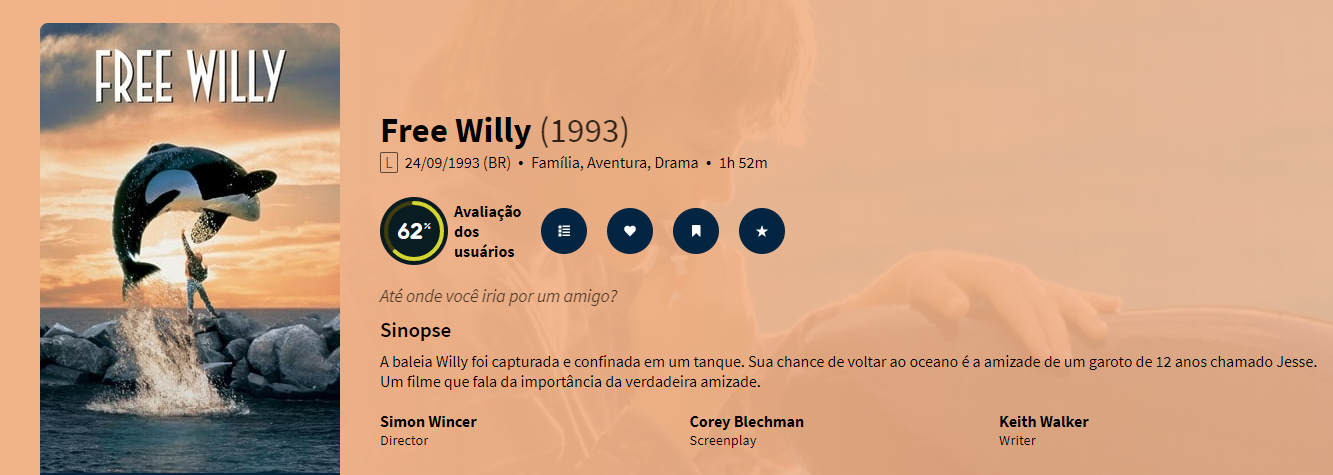 FREE WILLY
Free Willy (1993)
L 24/09/1993 (BR) • Família, Aventura, Drama • 1h 52m
62%
Avaliação
dos
usuários
Até onde você iria por um amigo?
Sinopse
A baleia Willy foi capturada e confinada em um tanque. Sua chance de voltar ao oceano é a amizade de um garoto de 12 anos chamado Jesse.
Um filme que fala da importância da verdadeira amizade.
Simon Wincer
Director
Corey Blechman
Screenplay
Keith Walker
Writer